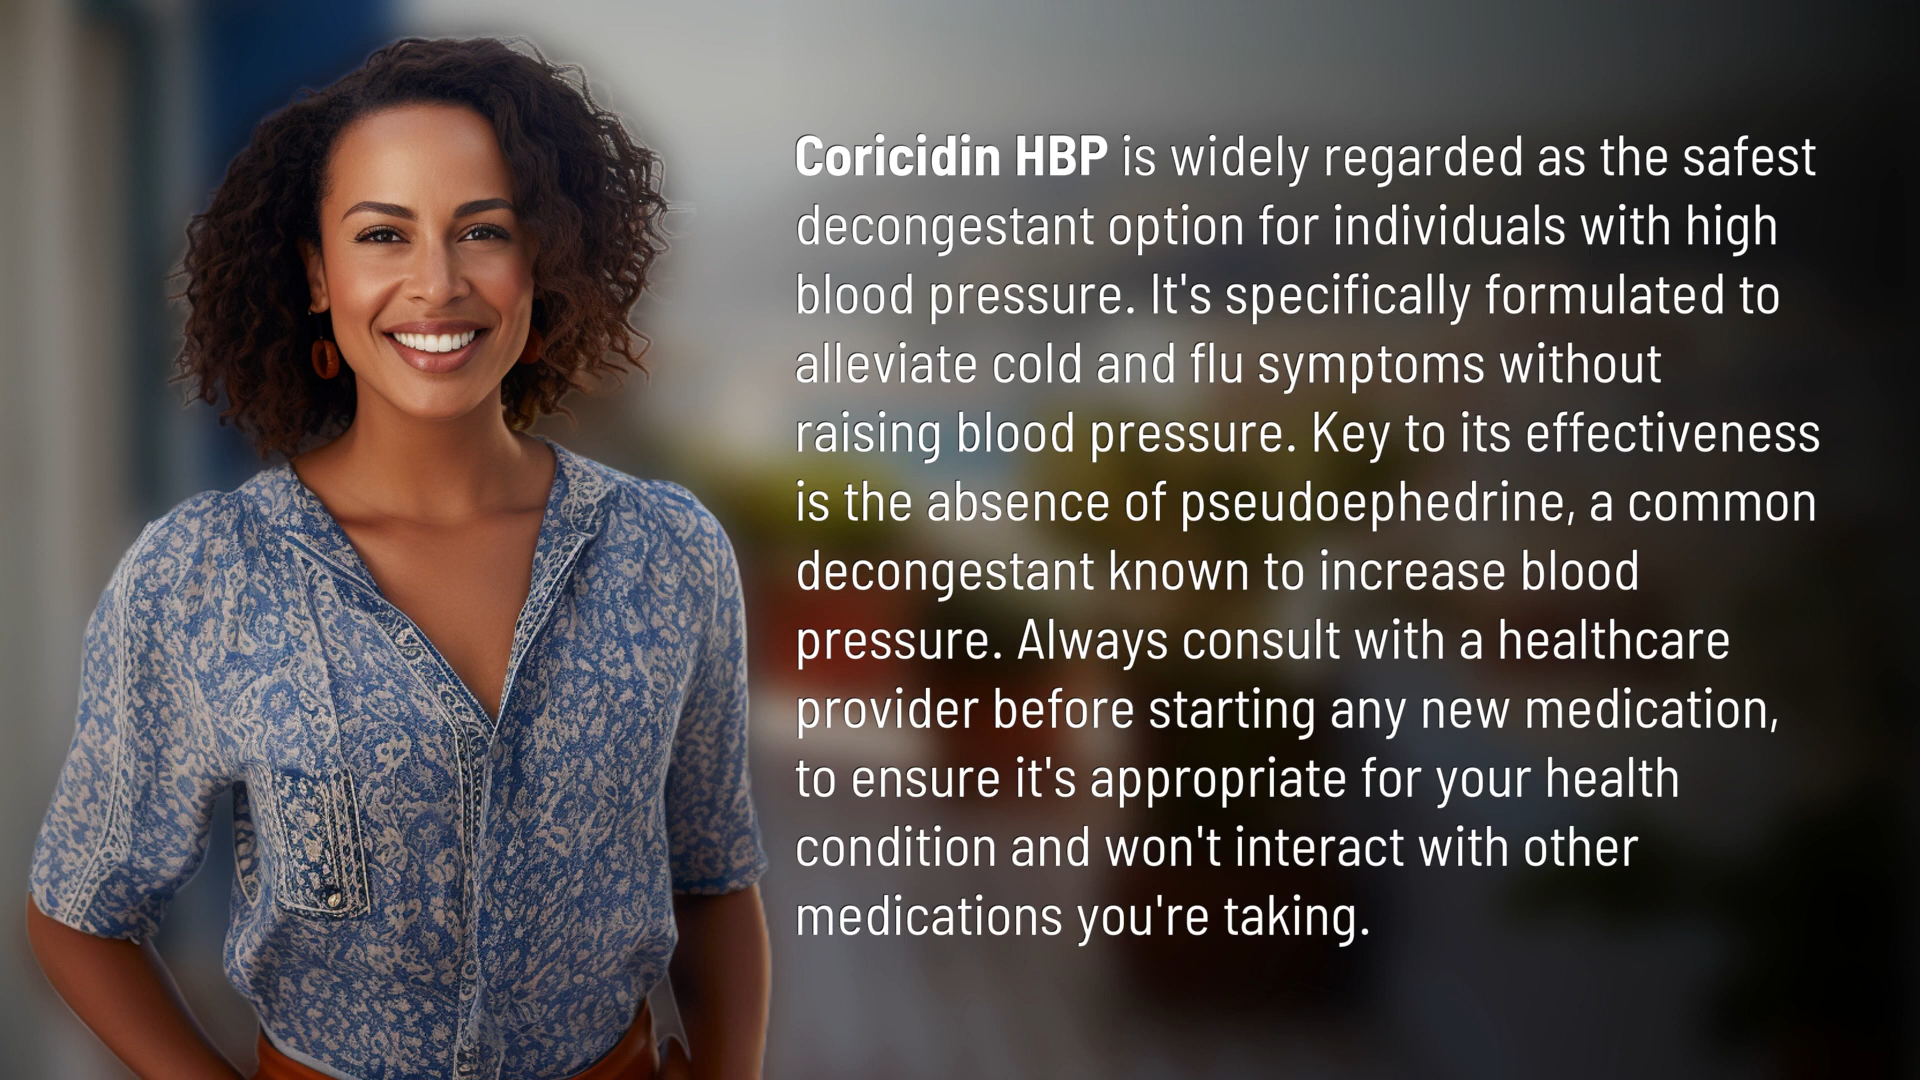 Coricidin HBP is widely regarded as the safest
decongestant option for individuals with high
blood pressure. It's specifically formulated to
alleviate cold and flu symptoms without
raising blood pressure. Key to its effectiveness
is the absence of pseudoephedrine, a common
decongestant known to increase blood
pressure. Always consult with a healthcare
provider before starting any new medication,
to ensure it's appropriate for your health
condition and won't interact with other
medications you're taking.